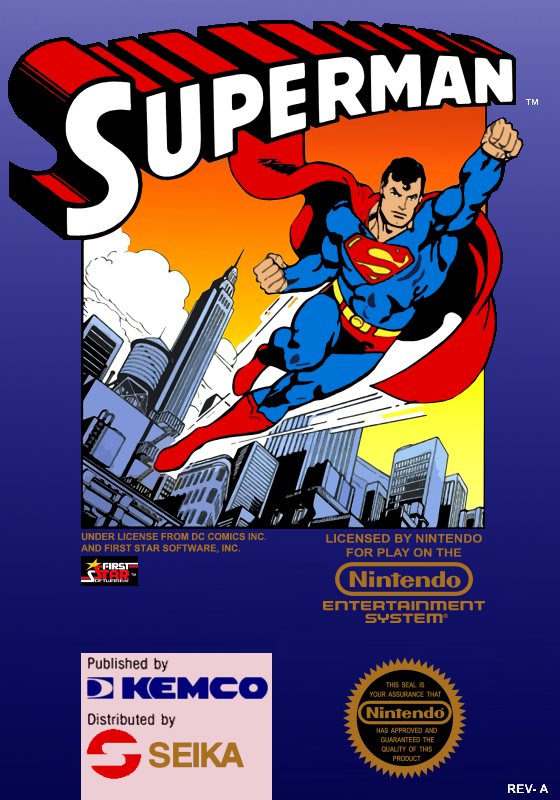 SUPERMAN
TM
UNDER LICENSE FROM DC COMICS INC.
AND FIRST STAR SOFTWARE, INC.
FIRST
STAR
SOFTWARE
TM
LICENSED BY NINTENDO
FOR PLAY ON THE
Nintendo
ENTERTAINMENT
SYSTEM®
Published by
KEMCO
Distributed by
SEIKA
THIS SEAL IS
YOUR ASSURANCE THAT
Nintendo
HAS APPROVED AND
GUARANTEED THE
QUALITY OF THIS
PRODUCT
REV- A